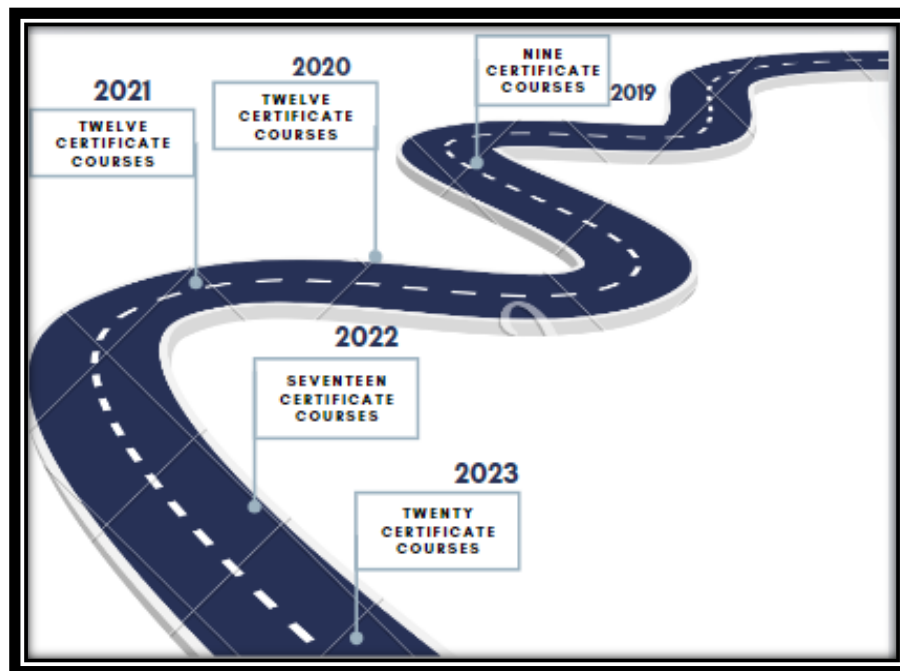 NINE
CERTIFICATE
COURSES
2019
2020
TWELVE
CERTIFICATE
COURSES
2021
TWELVE
CERTIFICATE
COURSES
2022
SEVENTEEN
CERTIFICATE
COURSES
2023
TWENTY
CERTIFICATE
COURSES